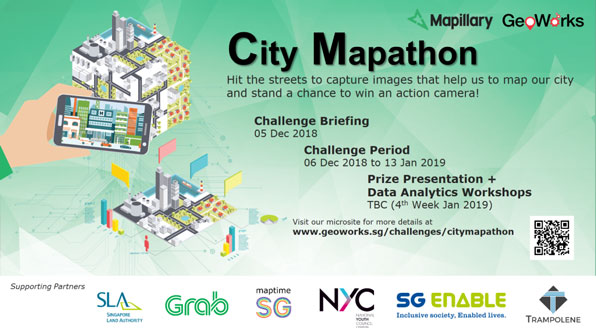 Mapillary GeoWorks
City Mapathon
Hit the streets to capture images that help us to map our city
and stand a chance to win an action camera!
Challenge Briefing
05 Dec 2018
Challenge Period
06 Dec 2018 to 13 Jan 2019
Prize Presentation +
Data Analytics Workshops
TBC (4th Week Jan 2019)
Visit our microsite for more details at
www.geoworks.sg/challenges/citymapathon
Supporting Partners
SLA
SINGAPORE
LAND AUTHORITY
Grab
maptime
SG
NYC
NATIONAL
YOUTH
COUNCIL
SG ENABLE
Inclusive society, Enabled lives.
TRAMPOLENE